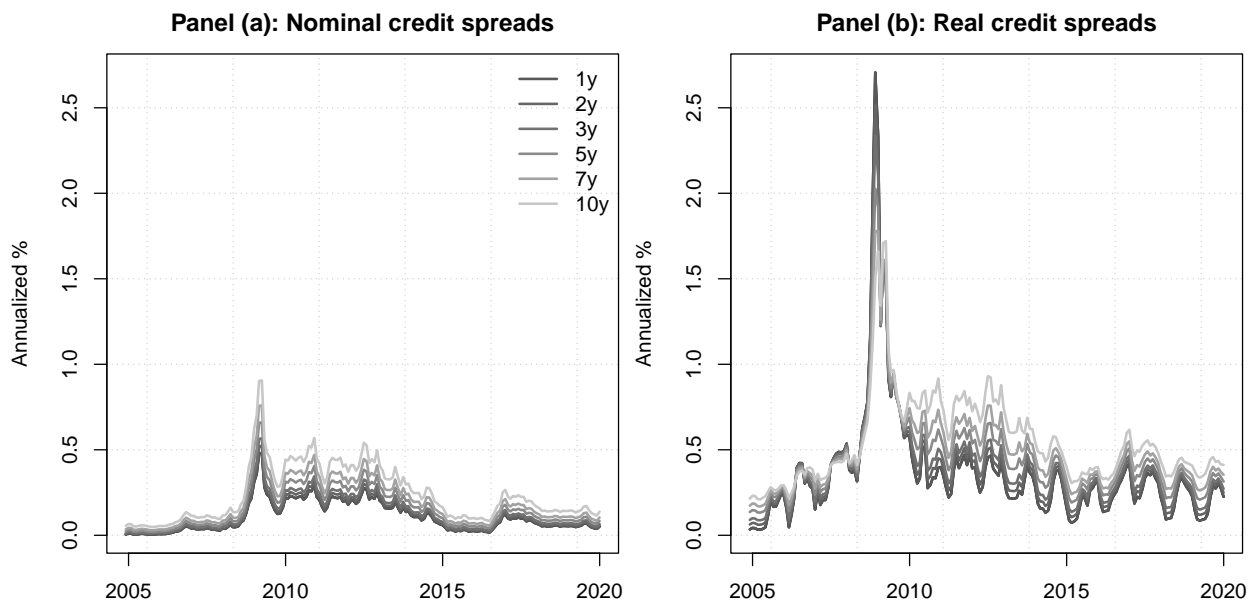 Panel (a): Nominal credit spreads
Annualized %
2.5
2.0
1.5
1.0
0.5
0.0
1y
2y
3y
5y
7y
10y
2005 2010 2015 2020
Panel (b): Real credit spreads
Annualized %
2.5
2.0
1.5
1.0
0.5
0.0
2005 2010 2015 2020